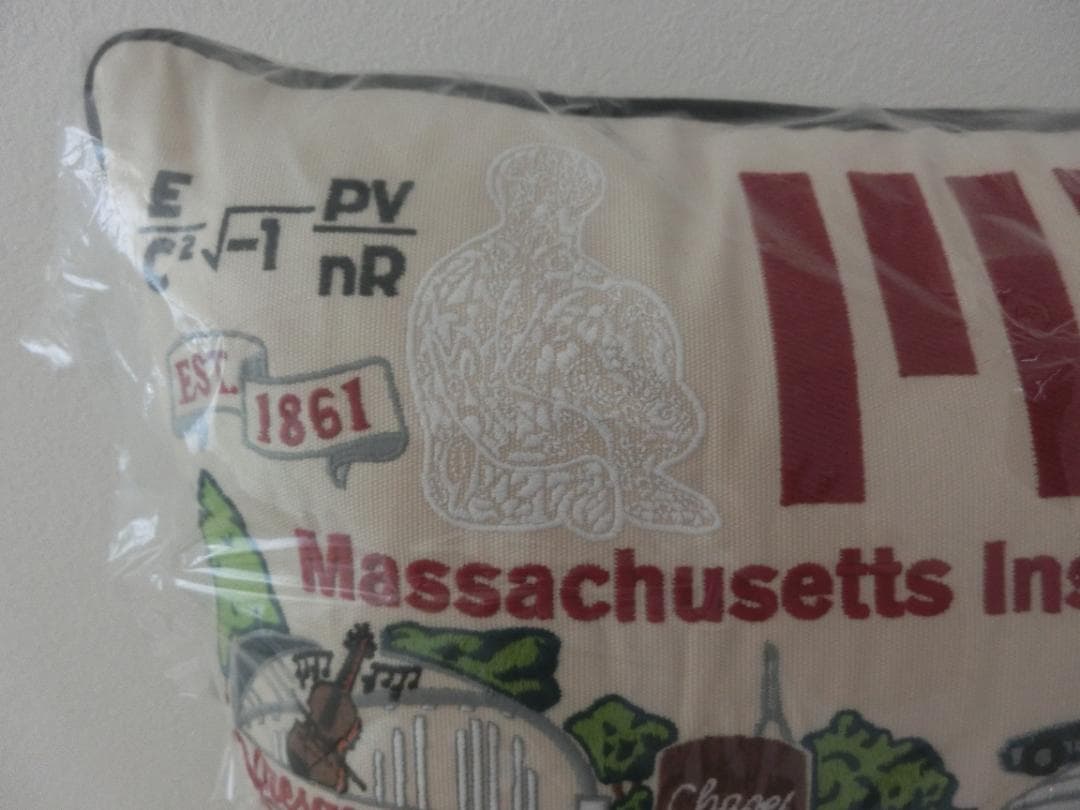 E/C² √-1 PV/nR
EST.
1861
Massachusetts Ins
Chapel